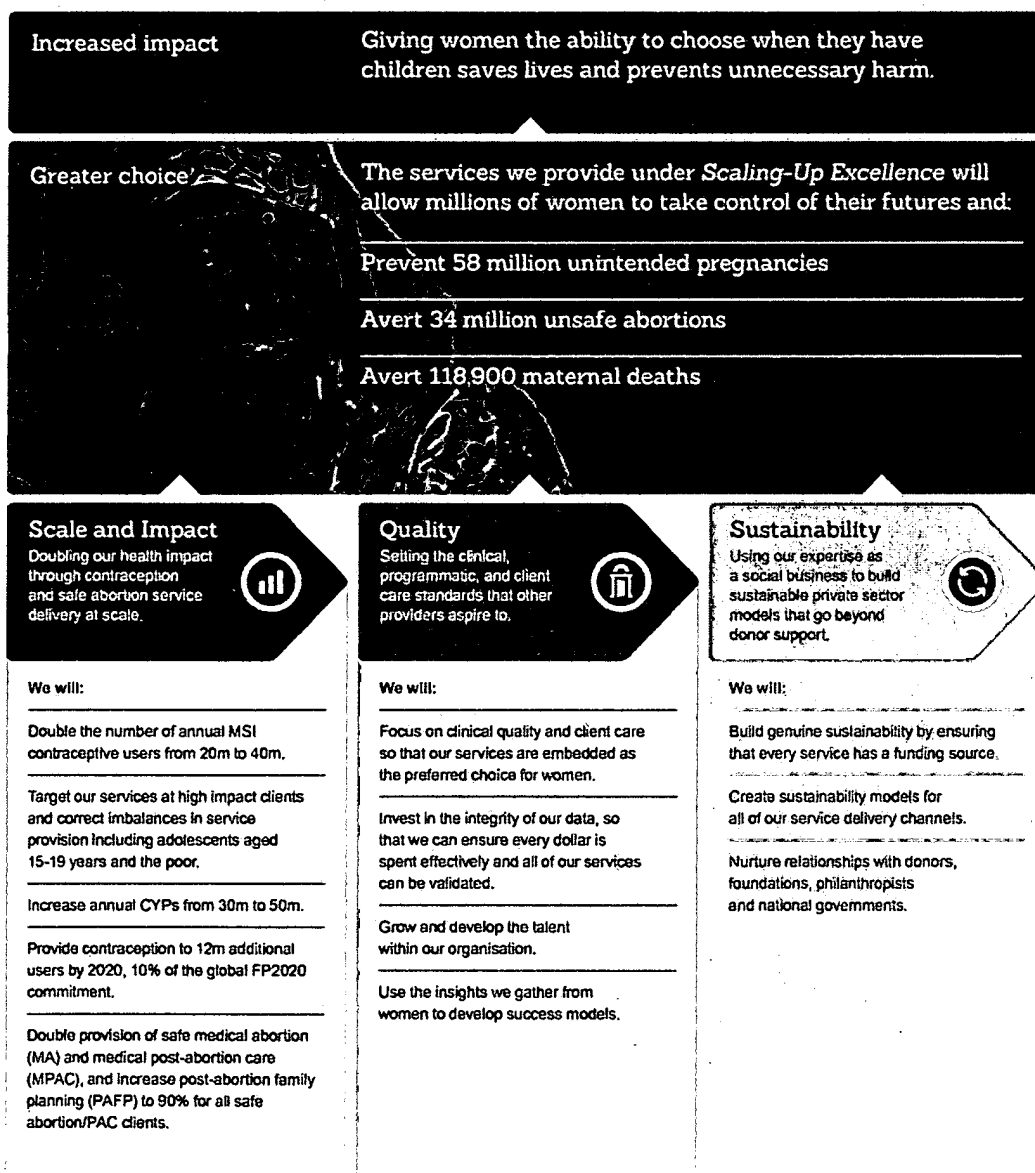 Increased impact
Giving women the ability to choose when they have
children saves lives and prevents unnecessary harm.
Greater choice
The services we provide under Scaling-Up Excellence will
allow millions of women to take control of their futures and:
Prevent 58 million unintended pregnancies
Avert 34 million unsafe abortions
Avert 118,900 maternal deaths
Scale and Impact
Doubling our health impact
through contraception
and safe abortion service
delivery at scale.
We will:
Double the number of annual MSI
contraceptive users from 20m to 40m.
Target our services at high impact clients
and correct imbalances in service
provision including adolescents aged
15-19 years and the poor.
Increase annual CYPs from 30m to 50m.
Provide contraception to 12m additional
users by 2020, 10% of the global FP2020
commitment.
Double provision of safe medical abortion
(MA) and medical post-abortion care
(MPAC), and increase post-abortion family
planning (PAFP) to 90% for all safe
abortion/PAC clients.
Quality
Setting the clinical,
programmatic, and client
care standards that other
providers aspire to.
We will:
Focus on clinical quality and client care
so that our services are embedded as
the preferred choice for women.
Invest in the integrity of our data, so
that we can ensure every dollar is
spent effectively and all of our services
can be validated.
Grow and develop the talent
within our organisation.
Use the insights we gather from
women to develop success models.
Sustainability
Using our expertise as
a social business to build
sustainable private sector
models that go beyond
donor support.
We will:
Build genuine sustainability by ensuring
that every service has a funding source.
Create sustainability models for
all of our service delivery channels.
Nurture relationships with donors,
foundations, philanthropists
and national governments.